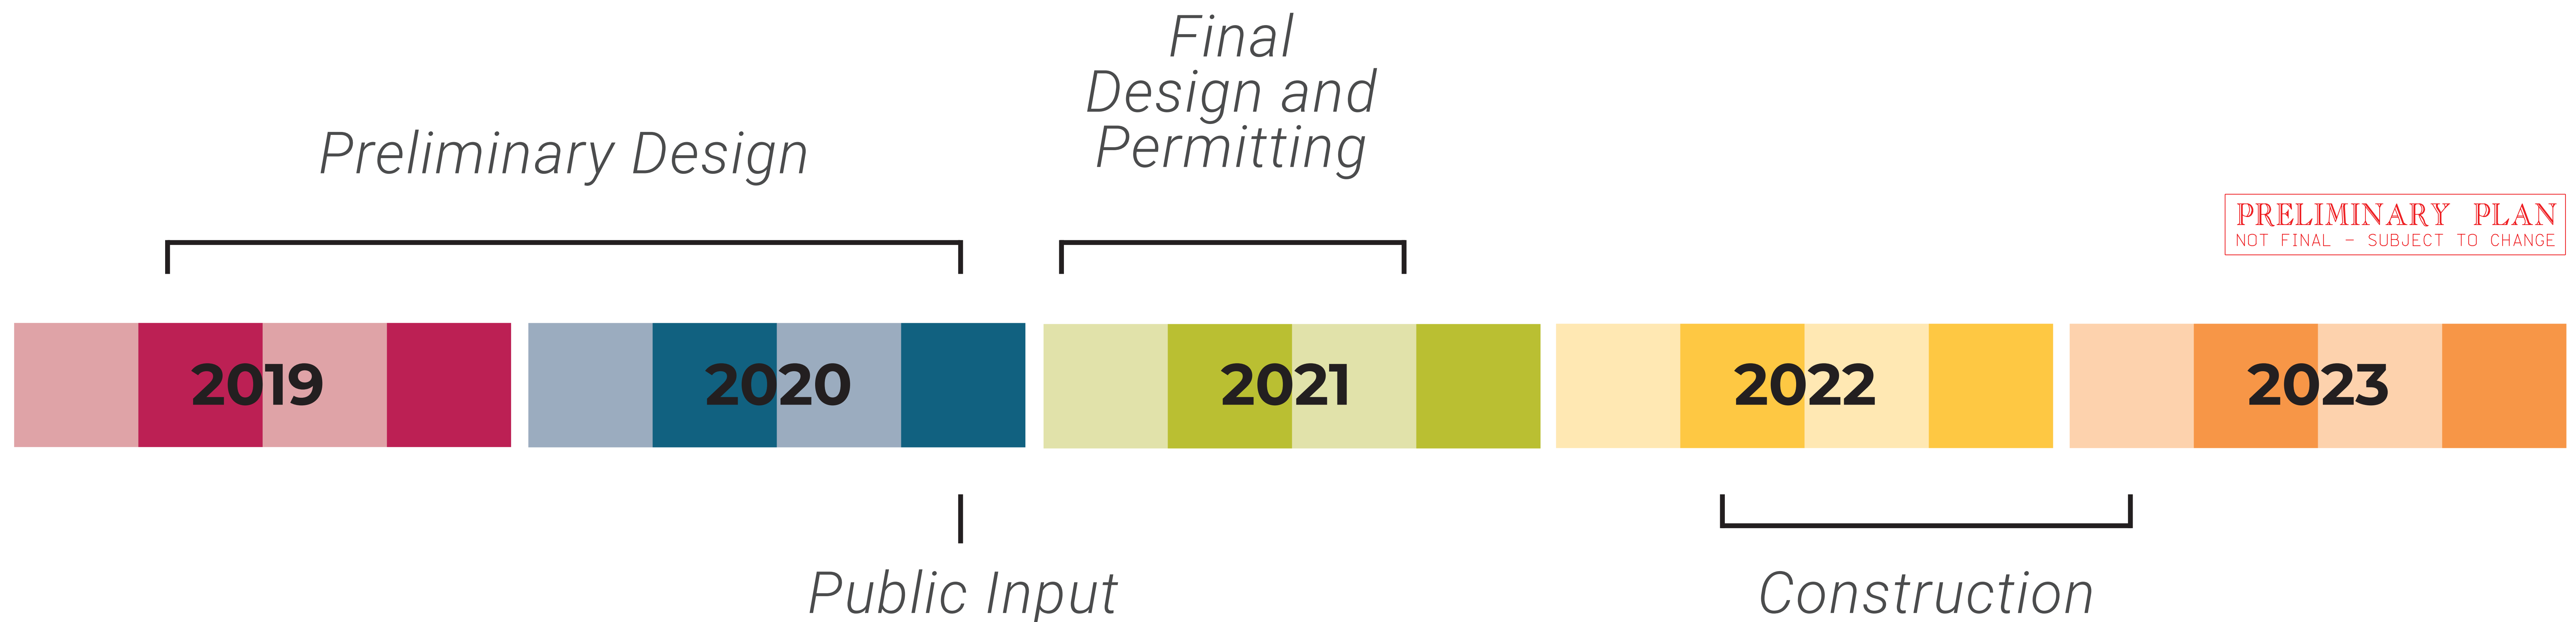 Final
Design and
Permitting
Preliminary Design
PRELIMINARY PLAN
NOT FINAL - SUBJECT TO CHANGE
2019
2020
2021
2022
2023
Public Input
Construction